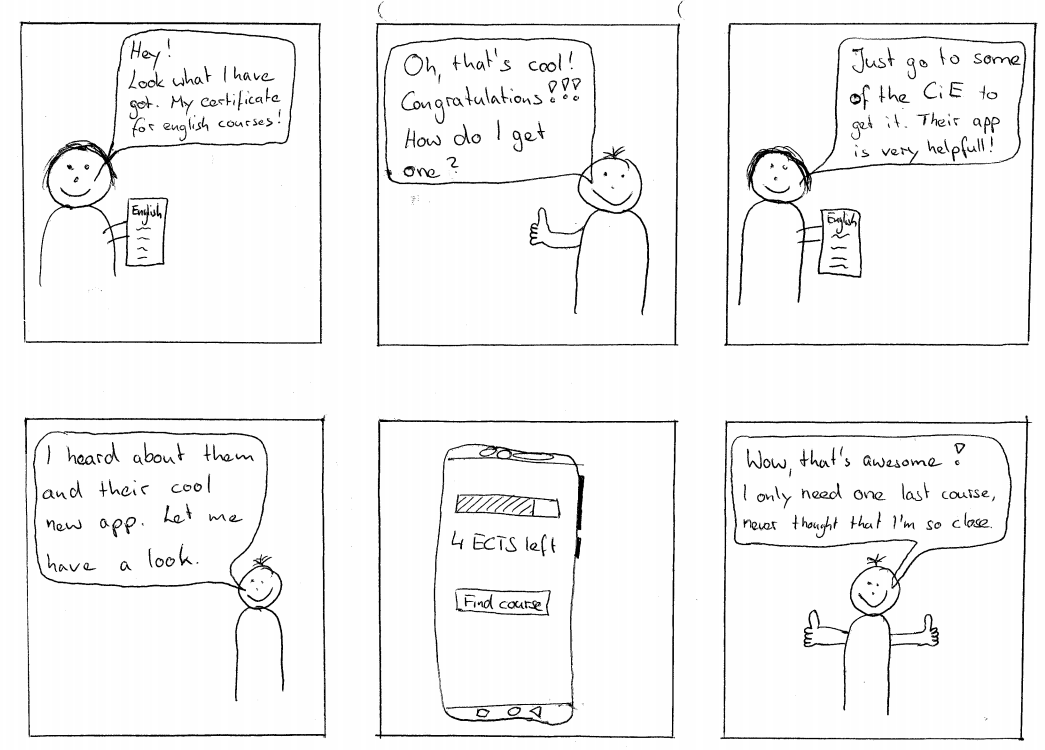 Hey!
Look what I have
got. My certificate
for english courses!
English
Oh, that's cool!
Congratulations!!!
How do I get
one?
Just go to some
of the CiE to
get it. Their app
is very helpfull!
English
I heard about them
and their cool
new app. Let me
have a look.
4 ECTS left
Find course
Wow, that's awesome!
I only need one last course,
never thought that I'm so close.